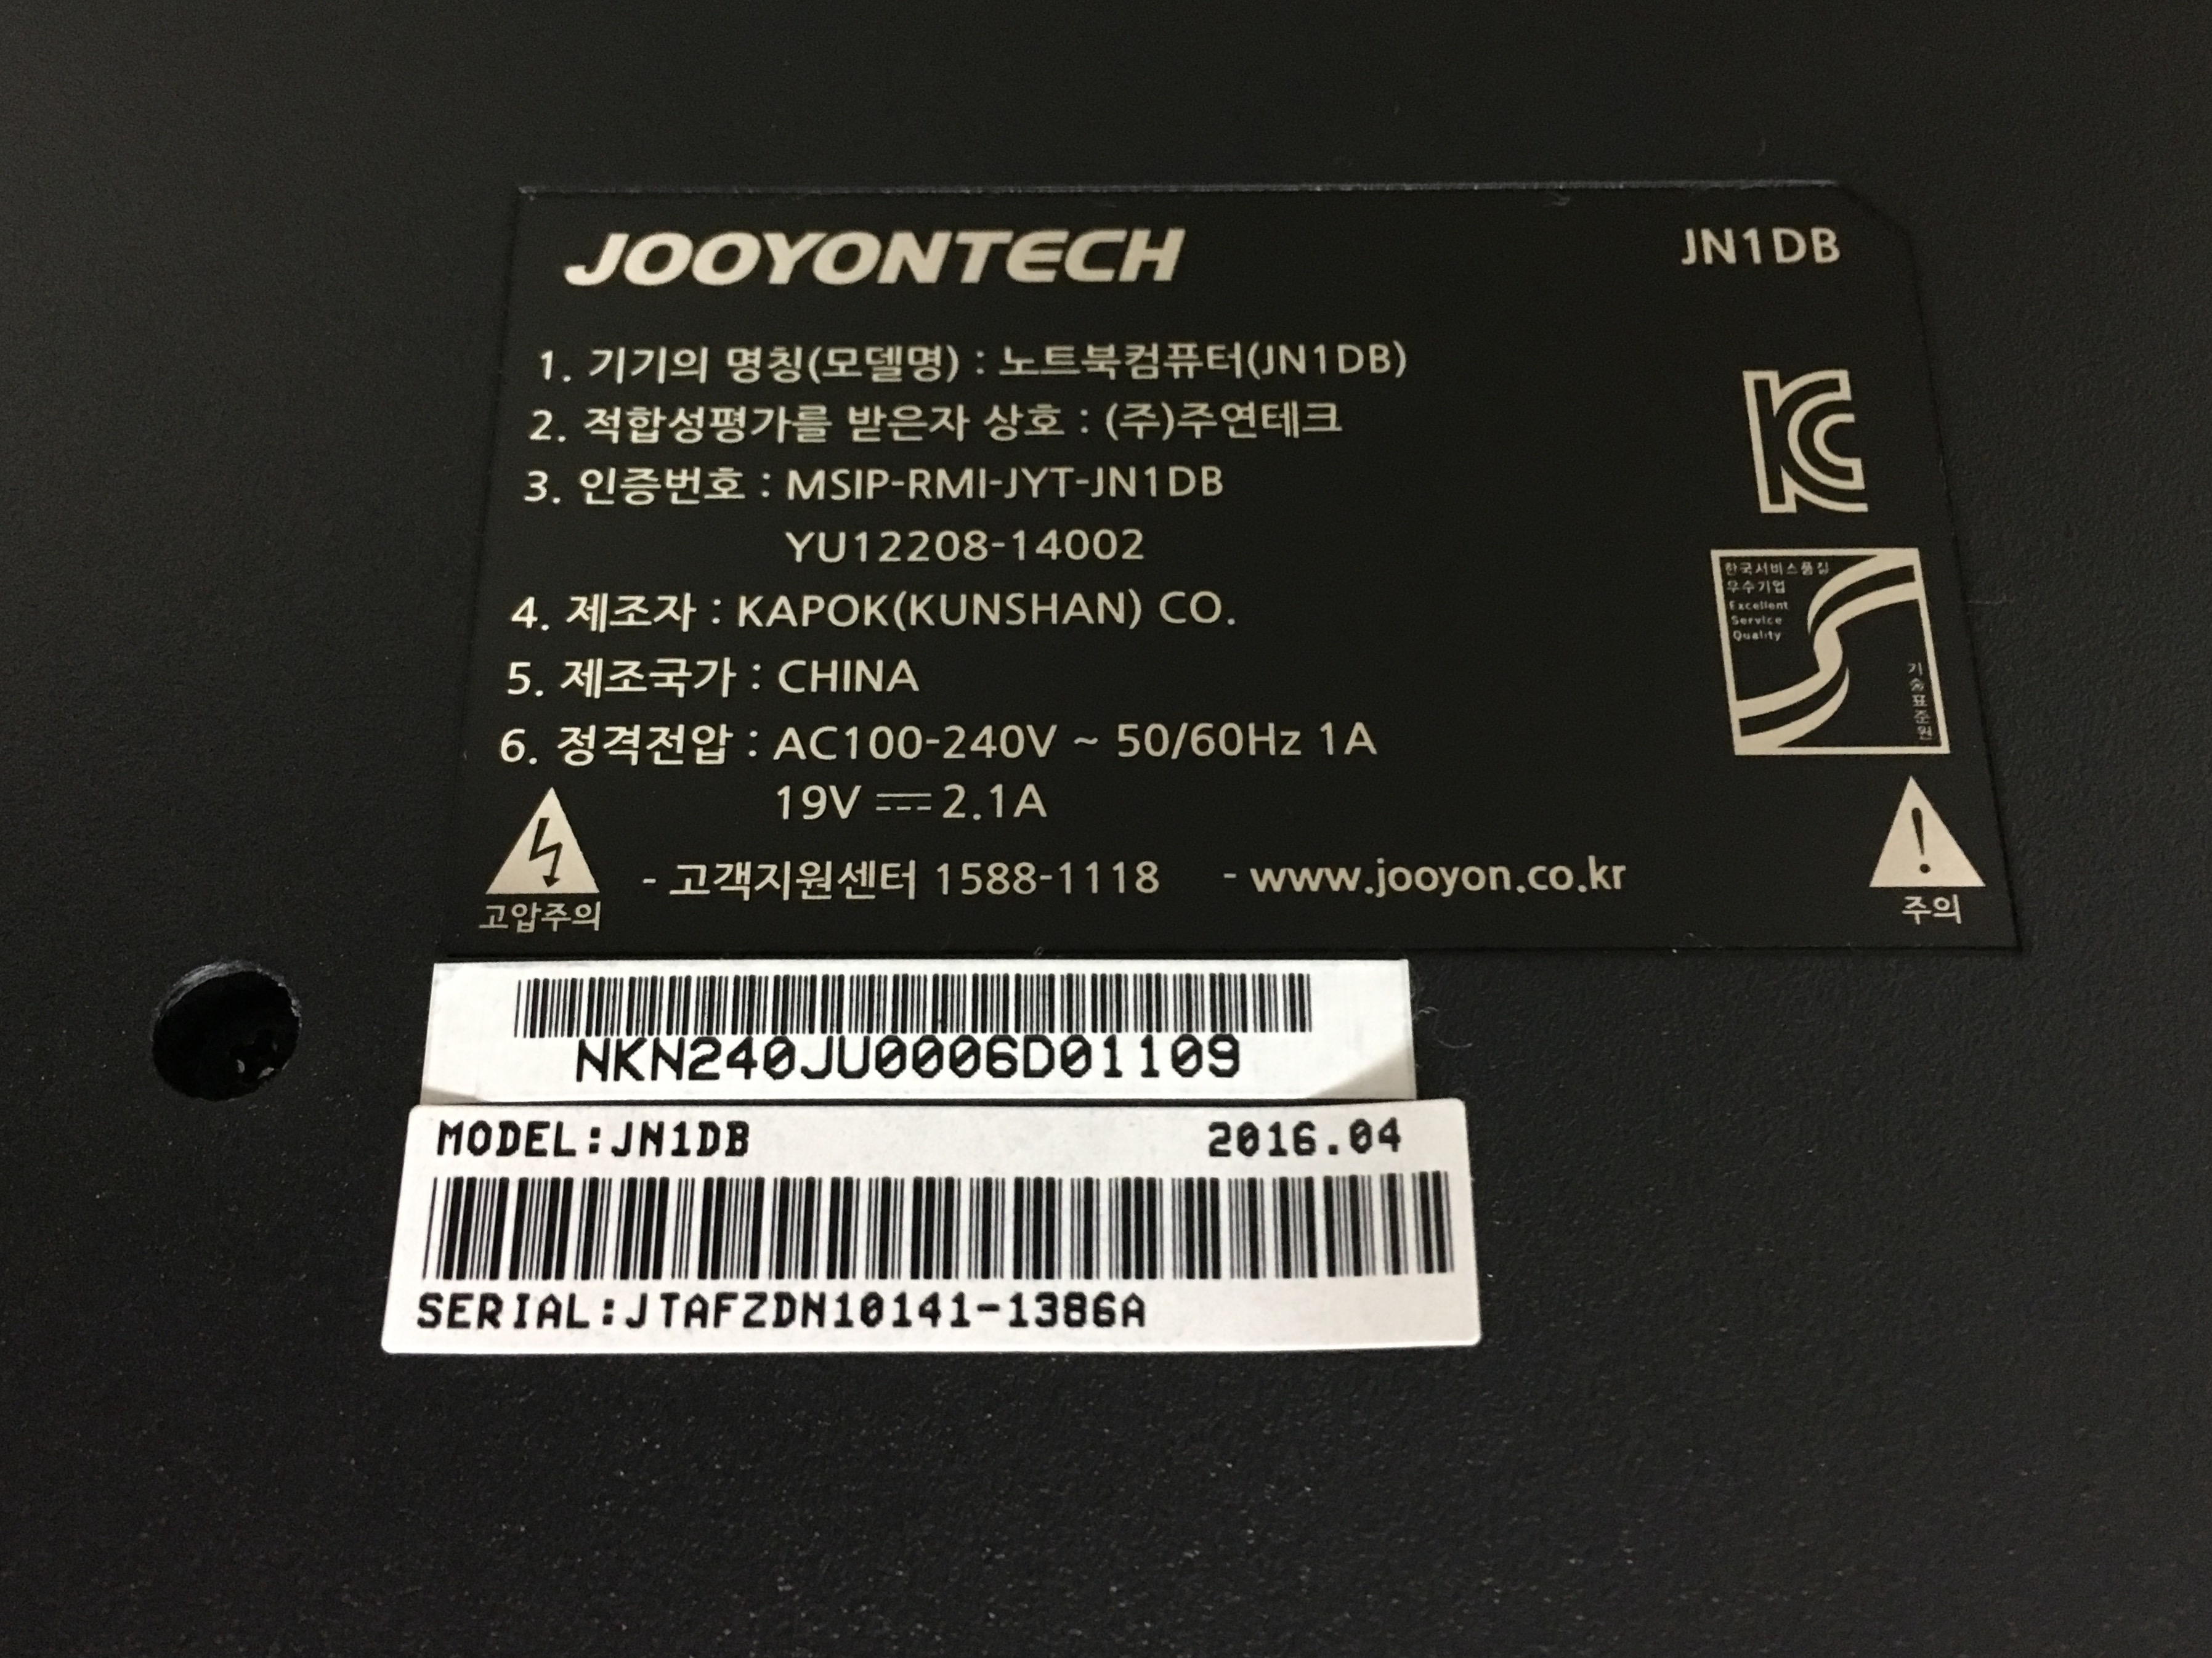 JOOYONTECH
JN1DB
1. 기기의 명칭(모델명) : 노트북컴퓨터(JN1DB)
2. 적합성평가를 받은자 상호 : (주)주연테크
3. 인증번호 : MSIP-RMI-JYT-JN1DB
YU12208-14002
4. 제조자 : KAPOK(KUNSHAN) CO.
5. 제조국가 : CHINA
6. 정격전압 : AC100-240V ~ 50/60Hz 1A
19V ⎓ 2.1A
한국서비스품질
우수기업
Excellent
Service
Quality
기술표준원
고압주의
- 고객지원센터 1588-1118 - www.jooyon.co.kr
주의
NKN240JU0006D01109
MODEL:JN1DB 2016.04
SERIAL:JTAFZDN10141-1386A